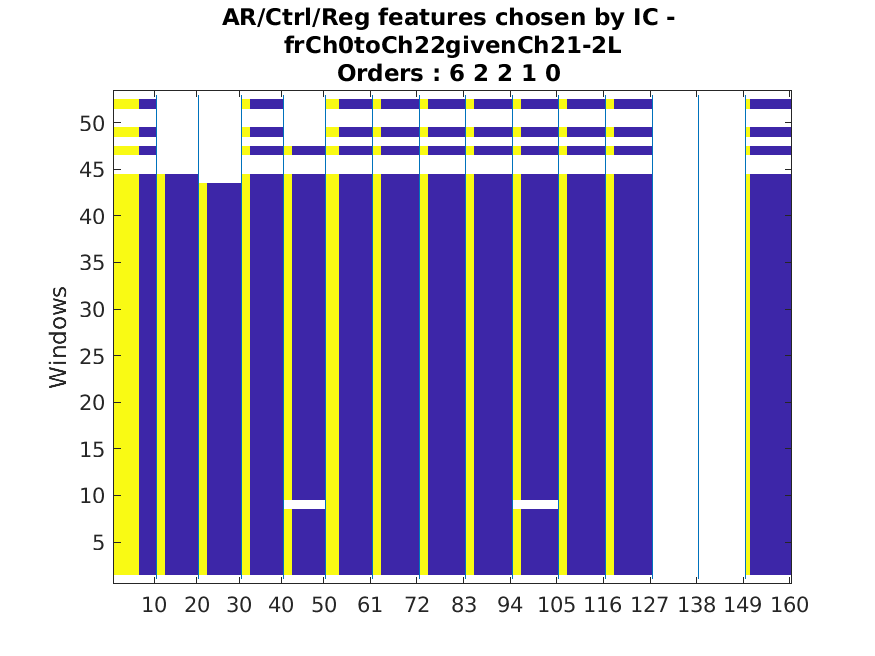 AR/Ctrl/Reg features chosen by IC -
frCh0toCh22givenCh21-2L
Orders : 6 2 2 1 0
50
45
40
35
30
25
20
15
10
5
Windows
10 20 30 40 50 61 72 83 94 105 116 127 138 149 160